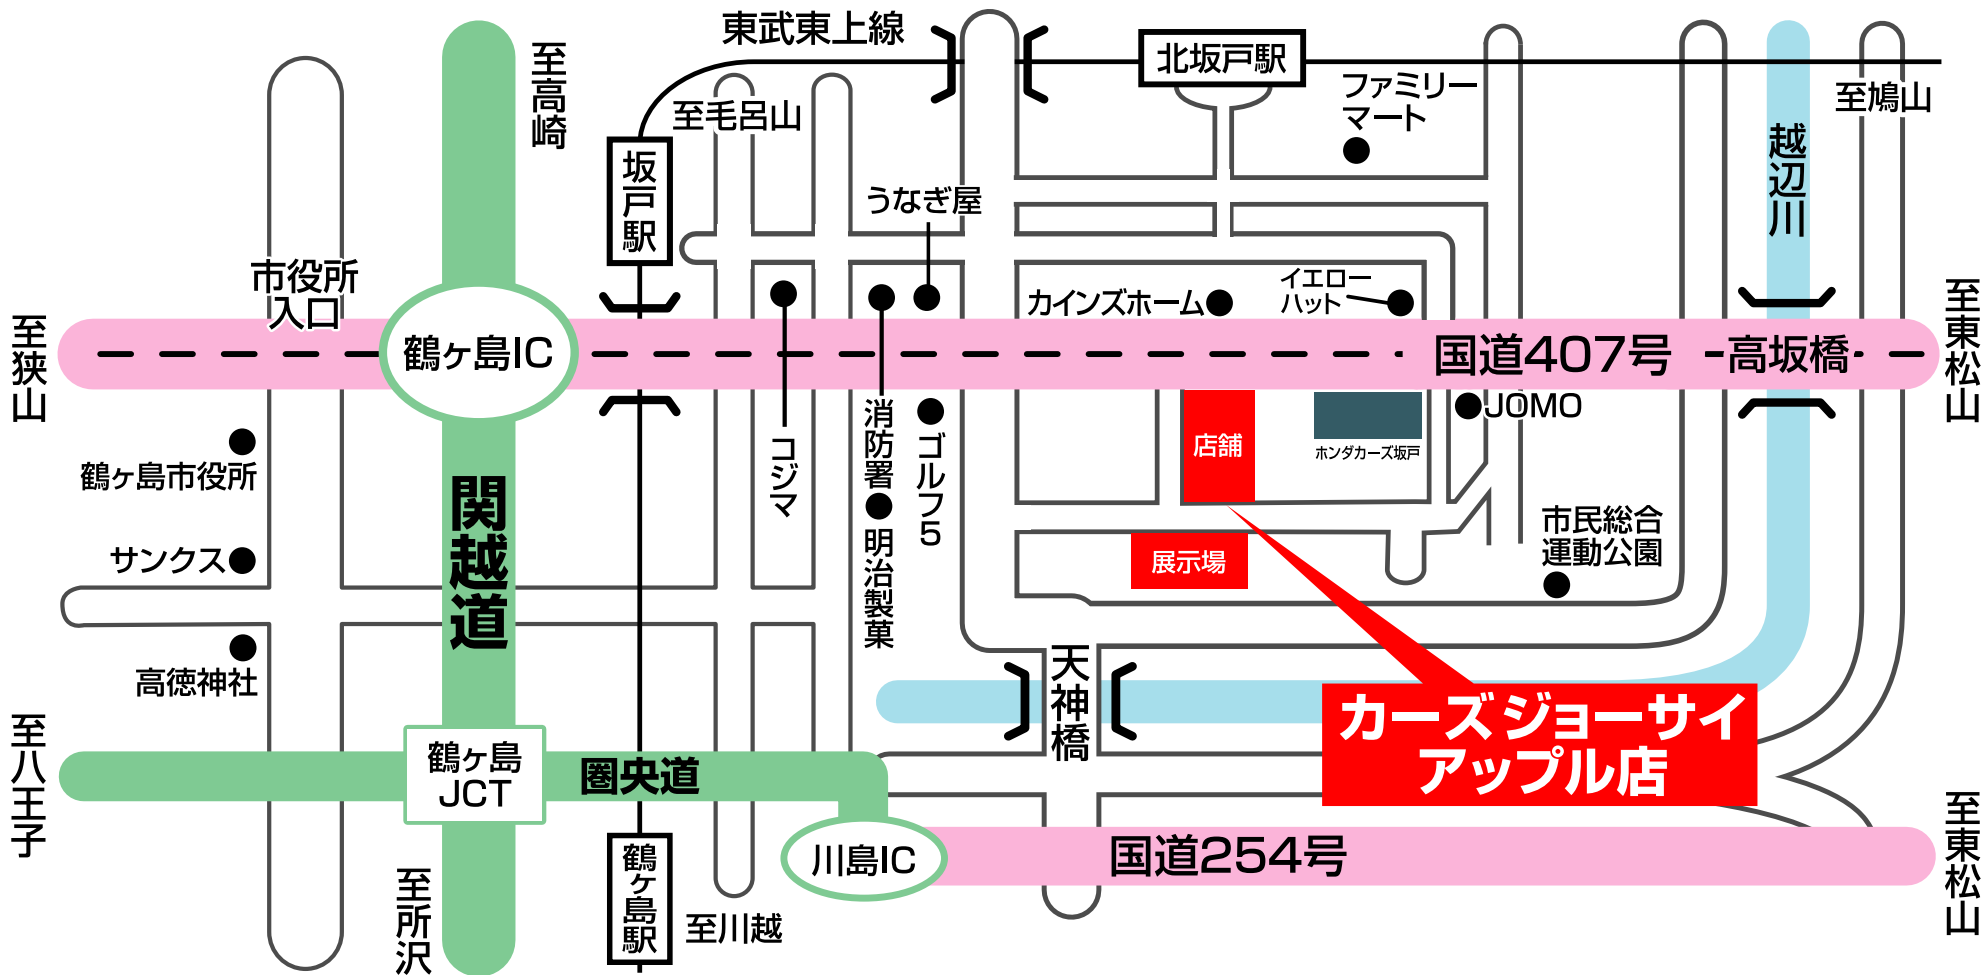 東武東上線
北坂戸駅
至高崎
ファミリー
マート
至鳩山
至毛呂山
坂戸駅
越辺川
うなぎ屋
市役所
入口
カインズホーム
イエロー
ハット
至狭山
鶴ヶ島IC
国道407号
高坂橋
至東松山
消防署
ゴルフ5
コジマ
店舗
ホンダカーズ坂戸
JOMO
鶴ヶ島市役所
関越道
明治製菓
展示場
市民総合
運動公園
サンクス
高徳神社
天神橋
カーズジョーサイ
アップル店
至八王子
鶴ヶ島
JCT
圏央道
至東松山
川島IC
国道254号
鶴ヶ島駅
至所沢
至川越